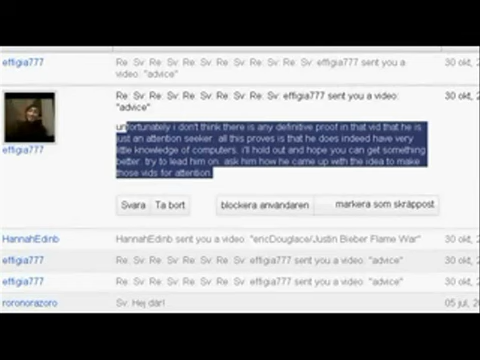 effigia777
Re: Sv: Re: Sv: Re: Sv: Re: Sv: Re: Sv: effigia777 sent you a
video: "advice"
30 okt,
Re: Sv: Re: Sv: Re: Sv: Re: Sv: effigia777 sent you a video:
"advice"
30 okt,
unfortunately i don't think there is any definitive proof in that vid that he is
just an attention seeker. all this proves is that he does indeed have very
little knowledge of computers. i'll hold out and hope you can get something
better. try to lead him on. ask him how he came up with the idea to make
those vids for attention.
effigia777
Svara Ta bort blockera användaren markera som skräppost
HannahEdinb HannahEdinb sent you a video: "ericDouglace/Justin Bieber Flame War" 30 okt,
effigia777 Re: Sv: Re: Sv: Re: Sv: effigia777 sent you a video: "advice" 30 okt,
effigia777 Re: Sv: Re: Sv: Re: Sv: effigia777 sent you a video: "advice" 30 okt,
roronorazoro Sv: Hej där! 05 jul,